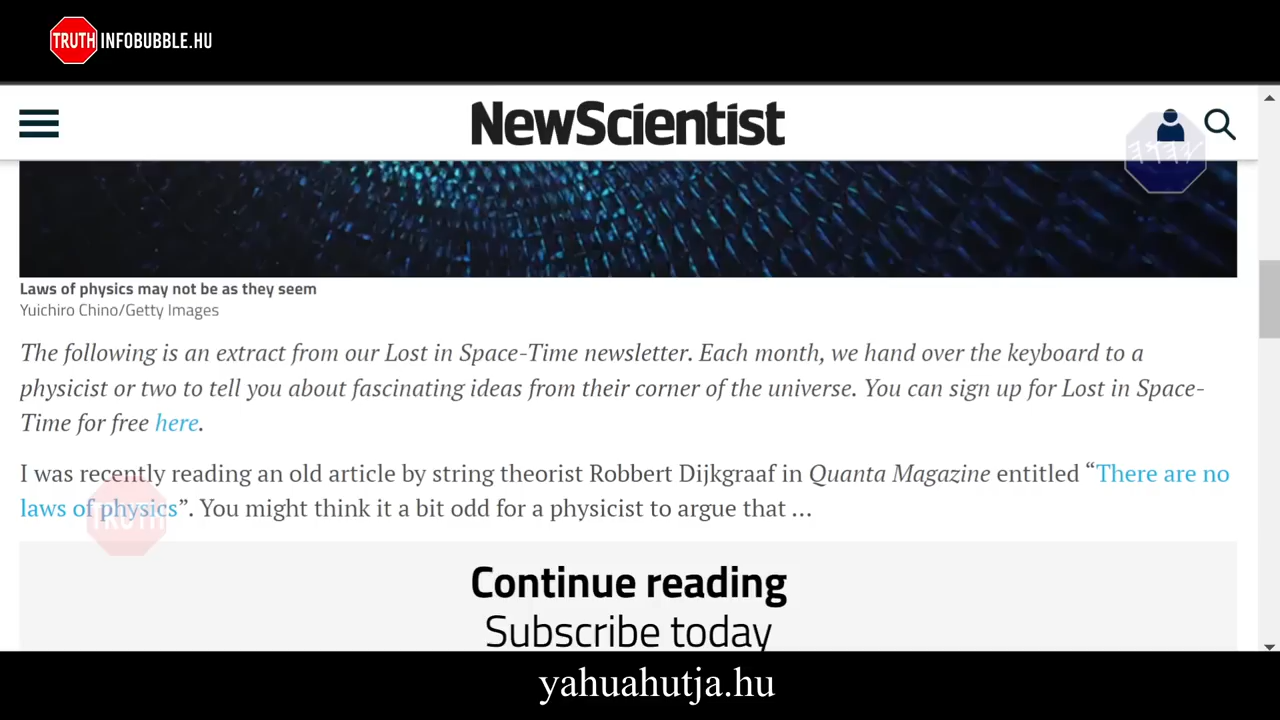 TRUTH INFOBUBBLE.HU
NewScientist
Laws of physics may not be as they seem
Yuichiro Chino/Getty Images
The following is an extract from our Lost in Space-Time newsletter. Each month, we hand over the keyboard to a
physicist or two to tell you about fascinating ideas from their corner of the universe. You can sign up for Lost in Space-
Time for free here.
I was recently reading an old article by string theorist Robbert Dijkgraaf in Quanta Magazine entitled “There are no
laws of physics”. You might think it a bit odd for a physicist to argue that ...
TRUTH
Continue reading
Subscribe today
yahuahutja.hu